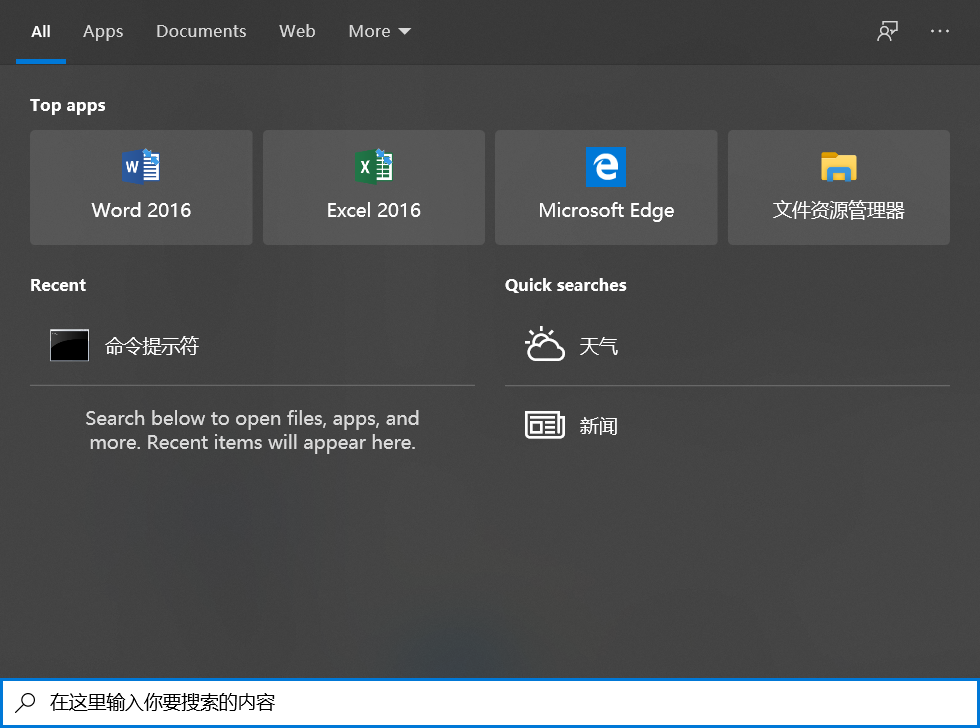 All Apps Documents Web More
Top apps
Word 2016 Excel 2016 Microsoft Edge 文件资源管理器
Recent
命令提示符
Search below to open files, apps, and
more. Recent items will appear here.
Quick searches
天气
新闻
在这里输入你要搜索的内容